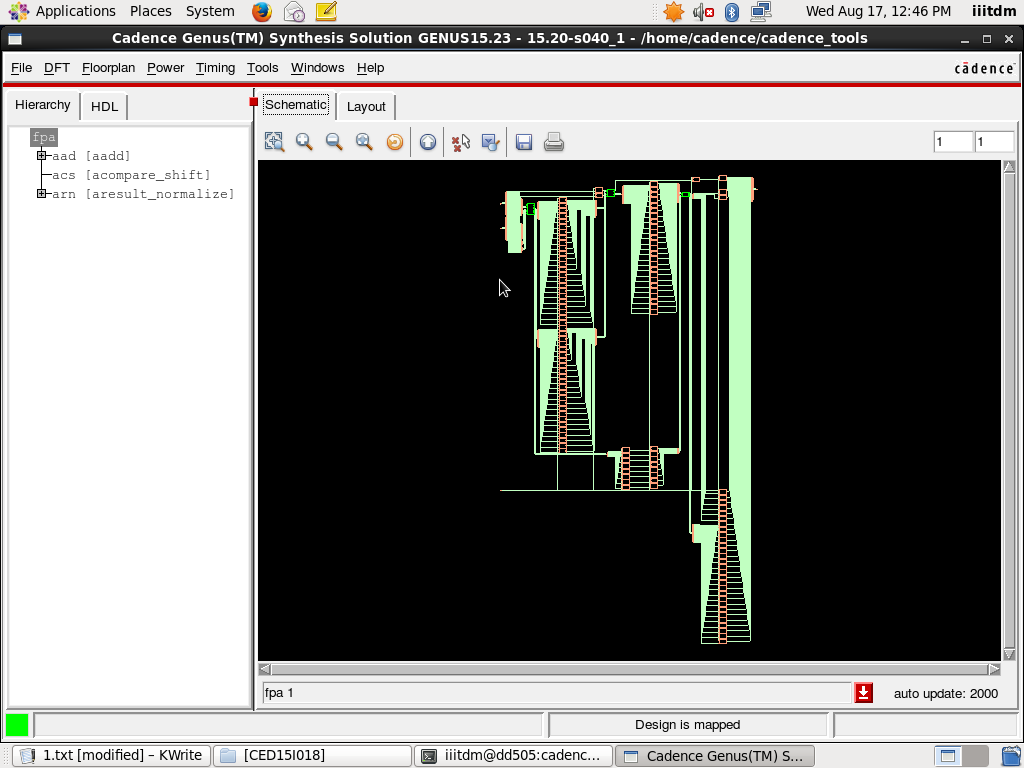 Applications Places System Wed Aug 17, 12:46 PM iiitdm
Cadence Genus(TM) Synthesis Solution GENUS15.23 - 15.20-s040_1 - /home/cadence/cadence_tools
File DFT Floorplan Power Timing Tools Windows Help cādence
Hierarchy HDL Schematic Layout
1 1
fpa
aad [aadd]
acs [acompare_shift]
arn [aresult_normalize]
fpa 1 auto update: 2000
Design is mapped
1.txt [modified] – KWrite [CED15I018] iiitdm@dd505:cadenc... Cadence Genus(TM) S...